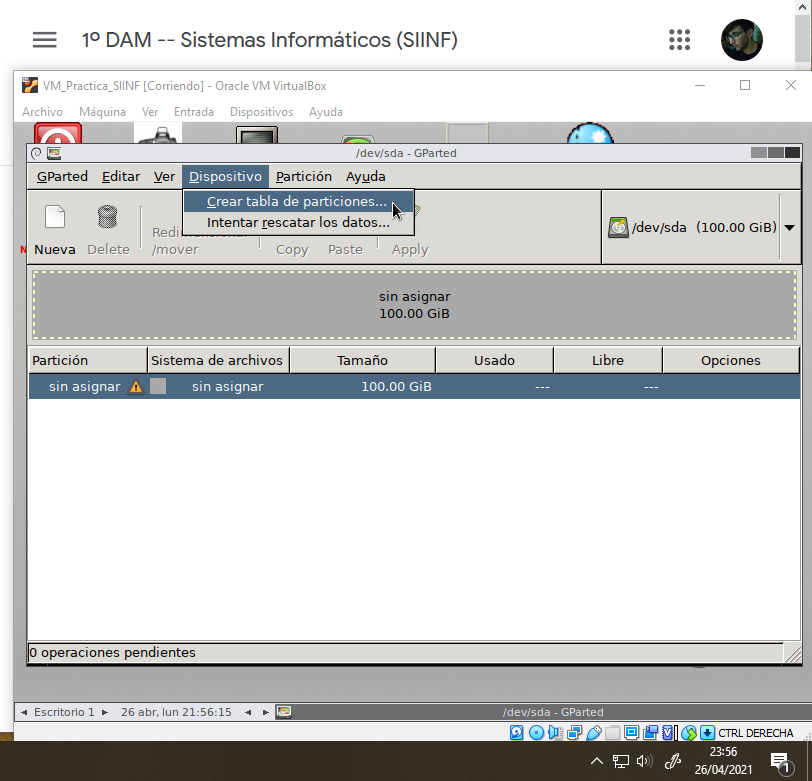 1º DAM -- Sistemas Informáticos (SIINF)
VM_Practica_SIINF [Corriendo] - Oracle VM VirtualBox
Archivo Máquina Ver Entrada Dispositivos Ayuda
/dev/sda - GParted
GParted Editar Ver Dispositivo Partición Ayuda
Crear tabla de particiones...
Intentar rescatar los datos...
Nueva Delete /mover Copy Paste Apply
/dev/sda (100.00 GiB)
sin asignar
100.00 GiB
Partición Sistema de archivos Tamaño Usado Libre Opciones
sin asignar sin asignar 100.00 GiB --- ---
0 operaciones pendientes
Escritorio 1 26 abr, lun 21:56:15 /dev/sda - GParted
CTRL DERECHA
23:56
26/04/2021
1